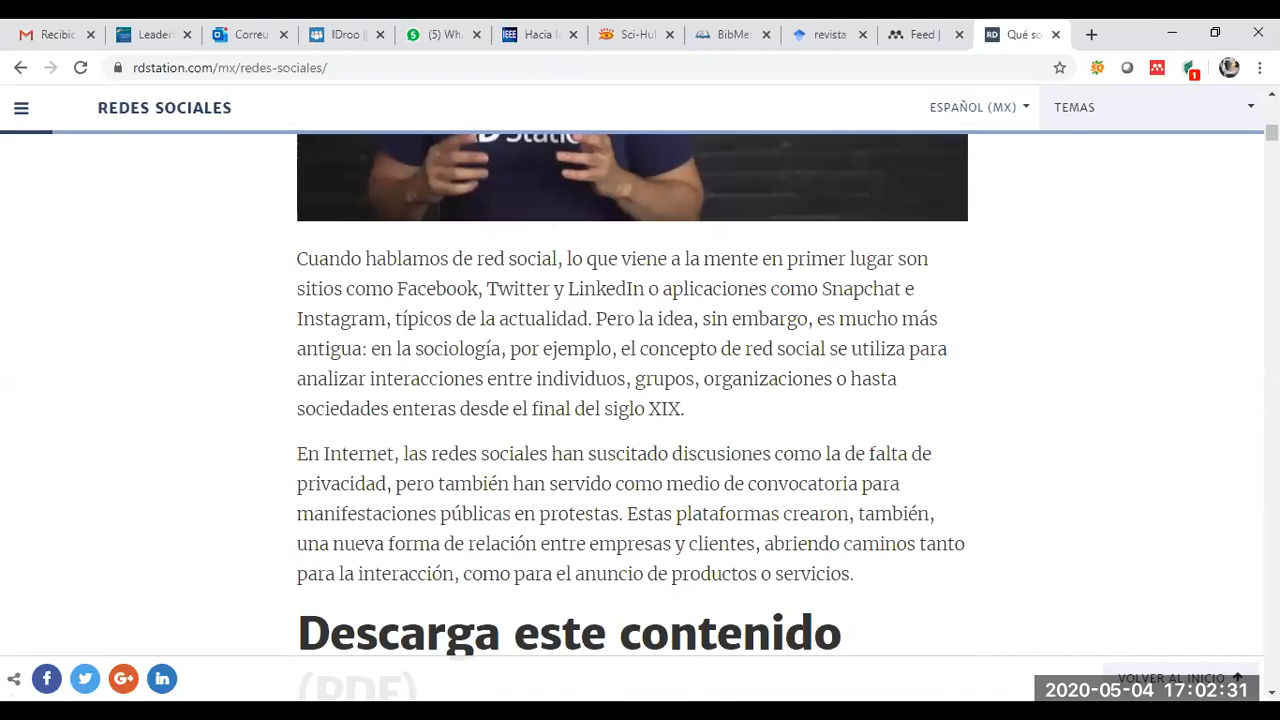 Recibic
Leader
Correu
IDroo ||
(5) Wh
Hacia l
Sci-Hul
BibMe
revista
Feed |
Qué so
rdstation.com/mx/redes-sociales/
1
REDES SOCIALES
ESPAÑOL (MX)
TEMAS
D Static
Cuando hablamos de red social, lo que viene a la mente en primer lugar son
sitios como Facebook, Twitter y LinkedIn o aplicaciones como Snapchat e
Instagram, típicos de la actualidad. Pero la idea, sin embargo, es mucho más
antigua: en la sociología, por ejemplo, el concepto de red social se utiliza para
analizar interacciones entre individuos, grupos, organizaciones o hasta
sociedades enteras desde el final del siglo XIX.
En Internet, las redes sociales han suscitado discusiones como la de falta de
privacidad, pero también han servido como medio de convocatoria para
manifestaciones públicas en protestas. Estas plataformas crearon, también,
una nueva forma de relación entre empresas y clientes, abriendo caminos tanto
para la interacción, como para el anuncio de productos o servicios.
Descarga este contenido
(PDF)
VOLVER AL INICIO
2020-05-04 17:02:31